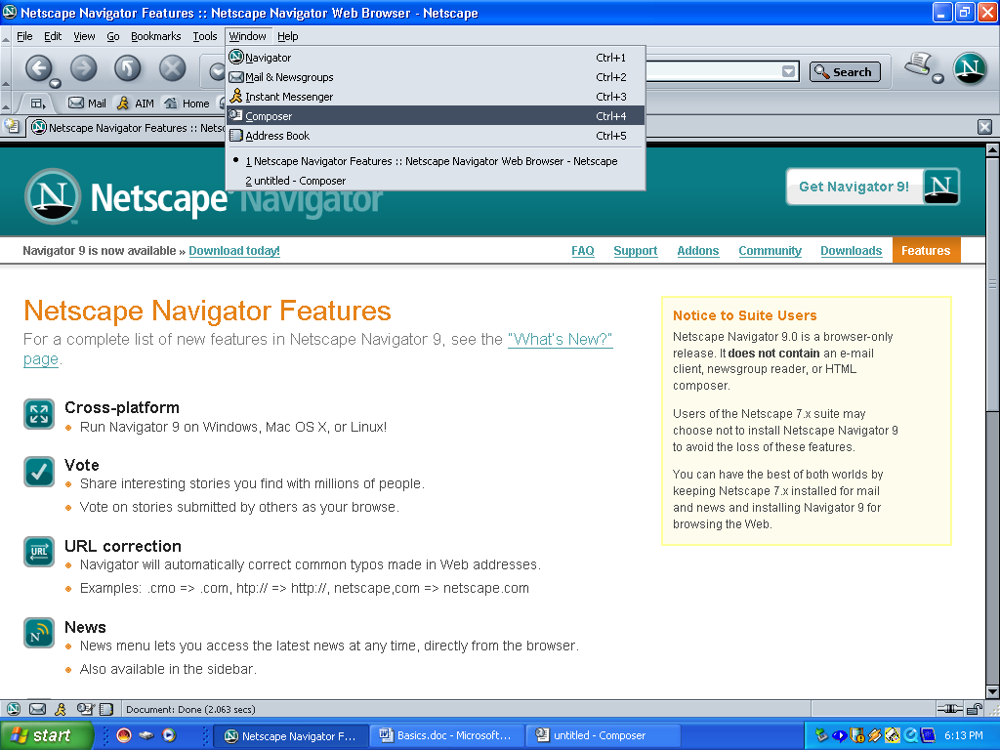 Netscape Navigator Features :: Netscape Navigator Web Browser - Netscape
File Edit View Go Bookmarks Tools Window Help
Navigator Ctrl+1
Mail & Newsgroups Ctrl+2
Instant Messenger Ctrl+3
Composer Ctrl+4
Address Book Ctrl+5
1 Netscape Navigator Features :: Netscape Navigator Web Browser - Netscape
2 untitled - Composer
Search
Mail AIM Home
Netscape Navigator Features :: Nets
Netscape Navigator
Get Navigator 9!
Navigator 9 is now available » Download today!
FAQ Support Addons Community Downloads Features
Netscape Navigator Features
For a complete list of new features in Netscape Navigator 9, see the "What's New?"
page.
Cross-platform
Run Navigator 9 on Windows, Mac OS X, or Linux!
Vote
Share interesting stories you find with millions of people.
Vote on stories submitted by others as your browse.
URL
URL correction
Navigator will automatically correct common typos made in Web addresses.
Examples: .cmo => .com, htp:// => http://, netscape,com => netscape.com
News
News menu lets you access the latest news at any time, directly from the browser.
Also available in the sidebar.
Notice to Suite Users
Netscape Navigator 9.0 is a browser-only
release. It does not contain an e-mail
client, newsgroup reader, or HTML
composer.
Users of the Netscape 7.x suite may
choose not to install Netscape Navigator 9
to avoid the loss of these features.
You can have the best of both worlds by
keeping Netscape 7.x installed for mail
and news and installing Navigator 9 for
browsing the Web.
Document: Done (2.063 secs)
start
Netscape Navigator F...
Basics.doc - Microsoft...
untitled - Composer
6:13 PM